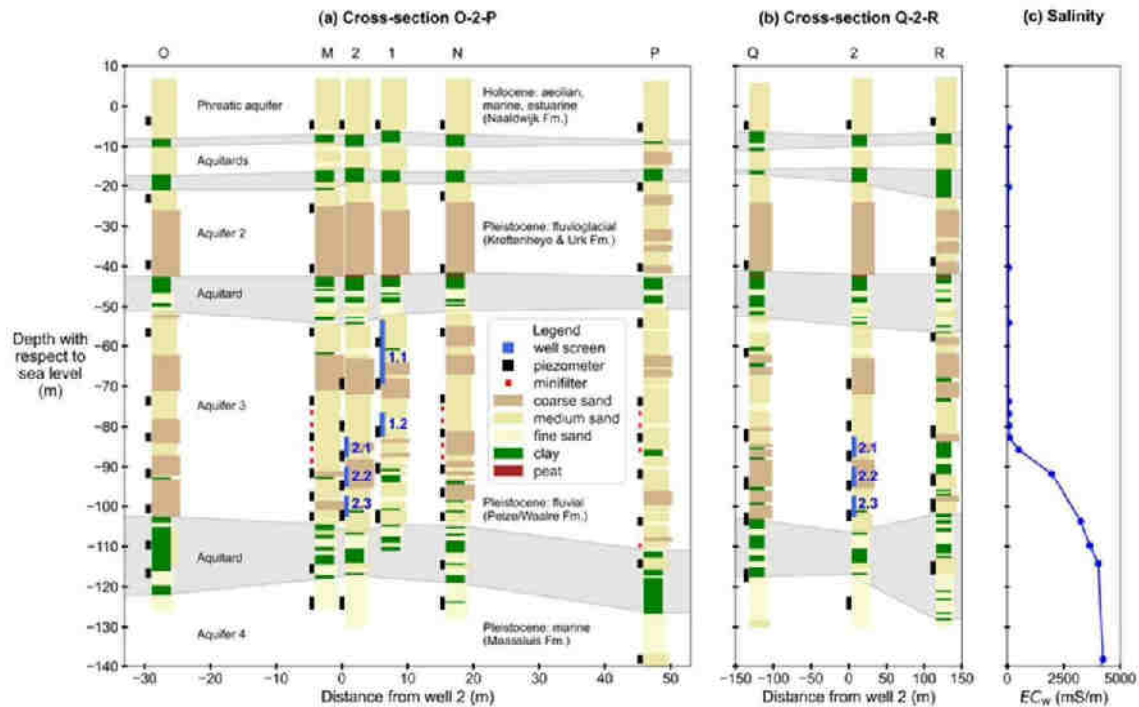 (a) Cross-section O-2-P
(b) Cross-section Q-2-R
(c) Salinity
O M 2 1 N P
Q 2 R
10
0
−10
−20
−30
−40
−50
−60
−70
−80
−90
−100
−110
−120
−130
−140
Depth with
respect to
sea level
(m)
Phreatic aquifer
Aquitards
Aquifer 2
Aquitard
Aquifer 3
Aquitard
Aquifer 4
Holocene: aeolian,
marine, estuarine
(Naaldwijk Fm.)
Pleistocene: fluvioglacial
(Kreftenheye & Urk Fm.)
Pleistocene: fluvial
(Peize/Waalre Fm.)
Pleistocene: marine
(Maassluis Fm.)
Legend
well screen
piezometer
minifilter
coarse sand
medium sand
fine sand
clay
peat
1.1
1.2
2.1
2.2
2.3
2.1
2.2
2.3
−30 −20 −10 0 10 20 30 40 50
Distance from well 2 (m)
−150 −100 −50 0 50 100 150
Distance from well 2 (m)
0 2500 5000
ECw (mS/m)